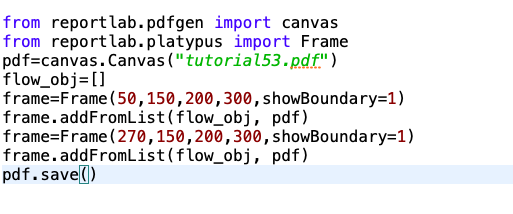 from reportlab.pdfgen import canvas
from reportlab.platypus import Frame
pdf=canvas.Canvas("tutorial53.pdf")
flow_obj=[]
frame=Frame(50,150,200,300,showBoundary=1)
frame.addFromList(flow_obj, pdf)
frame=Frame(270,150,200,300,showBoundary=1)
frame.addFromList(flow_obj, pdf)
pdf.save()